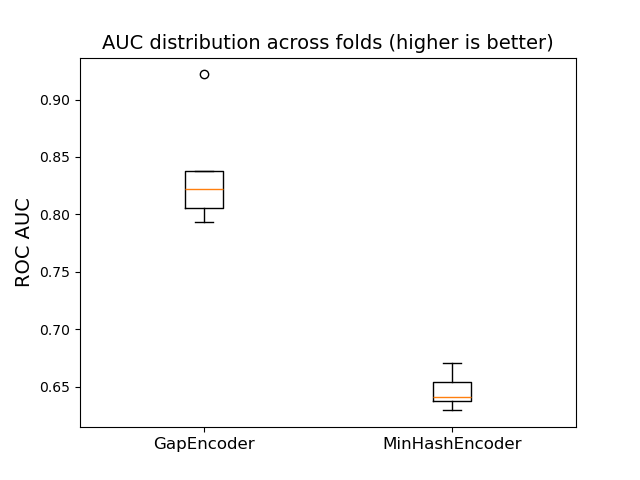 AUC distribution across folds (higher is better)
ROC AUC
0.90
0.85
0.80
0.75
0.70
0.65
GapEncoder
MinHashEncoder